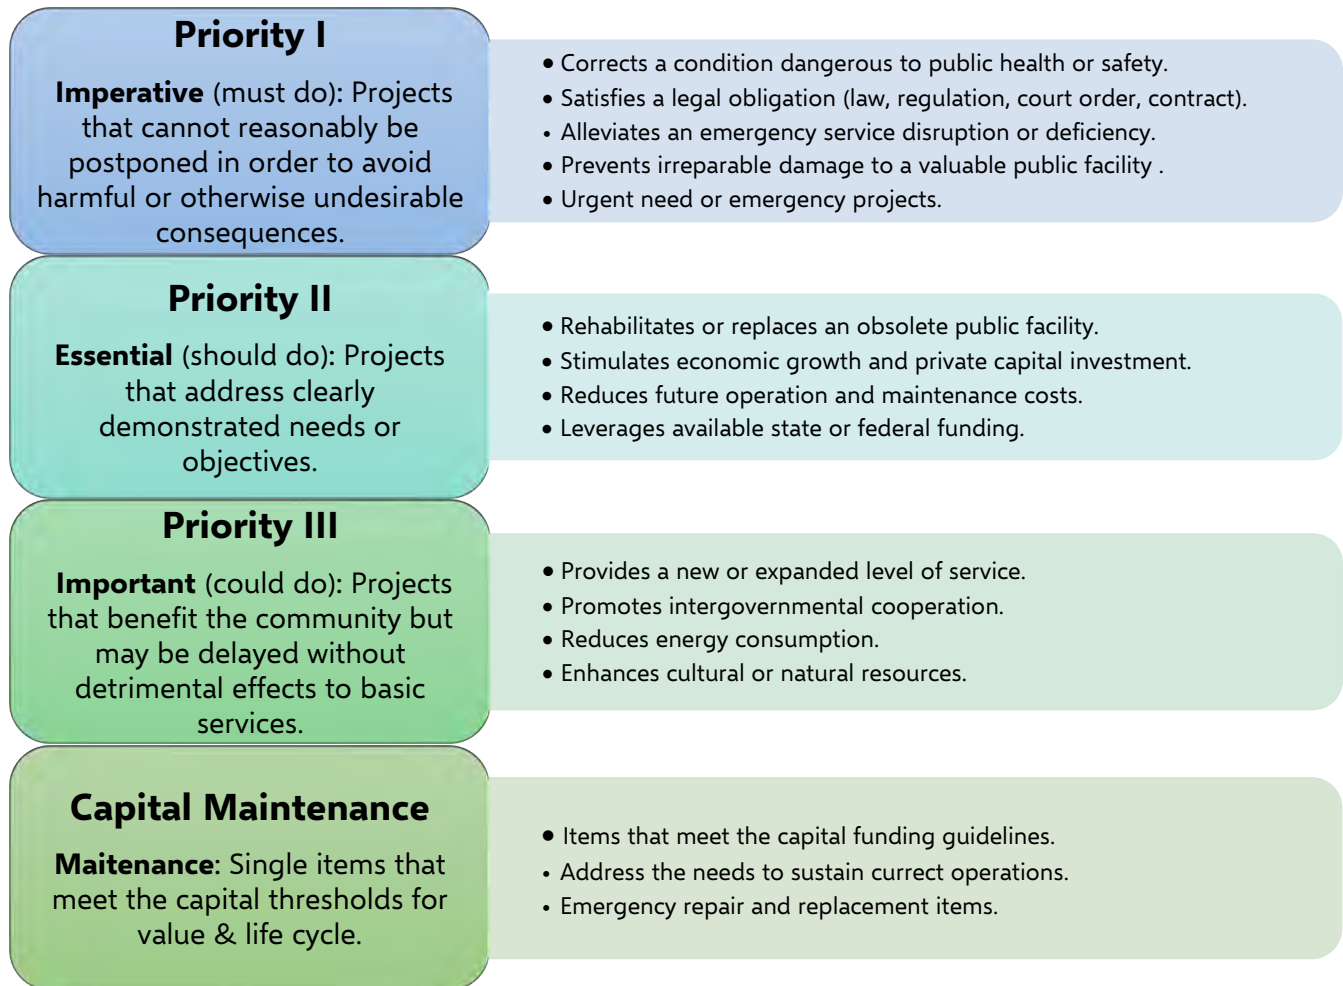 Priority I
Imperative (must do): Projects
that cannot reasonably be
postponed in order to avoid
harmful or otherwise undesirable
consequences.
• Corrects a condition dangerous to public health or safety.
• Satisfies a legal obligation (law, regulation, court order, contract).
• Alleviates an emergency service disruption or deficiency.
• Prevents irreparable damage to a valuable public facility .
• Urgent need or emergency projects.
Priority II
Essential (should do): Projects
that address clearly
demonstrated needs or
objectives.
• Rehabilitates or replaces an obsolete public facility.
• Stimulates economic growth and private capital investment.
• Reduces future operation and maintenance costs.
• Leverages available state or federal funding.
Priority III
Important (could do): Projects
that benefit the community but
may be delayed without
detrimental effects to basic
services.
• Provides a new or expanded level of service.
• Promotes intergovernmental cooperation.
• Reduces energy consumption.
• Enhances cultural or natural resources.
Capital Maintenance
Maitenance: Single items that
meet the capital thresholds for
value & life cycle.
• Items that meet the capital funding guidelines.
• Address the needs to sustain currect operations.
• Emergency repair and replacement items.